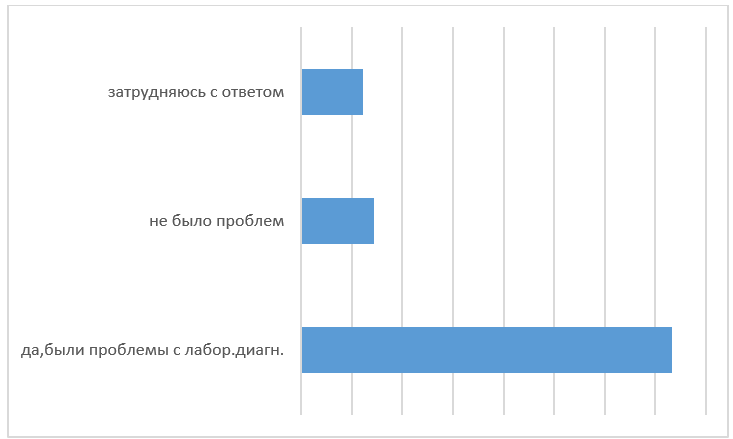 затрудняюсь с ответом
не было проблем
да,были проблемы с лабор.диагн.